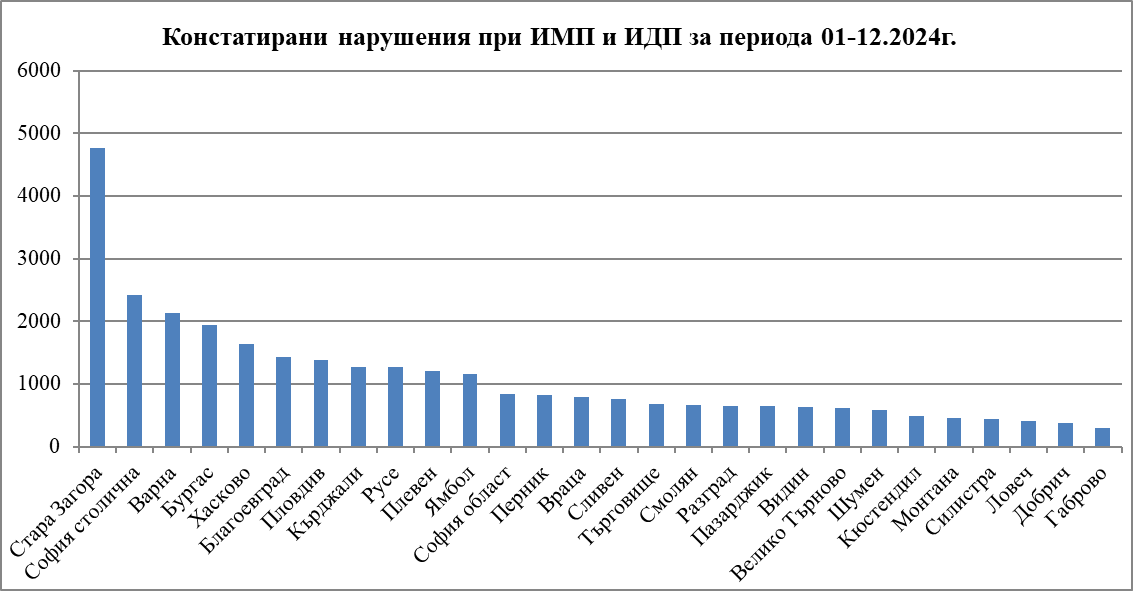 Констатирани нарушения при ИМП и ИДП за периода 01-12.2024г.
6000
5000
4000
3000
2000
1000
0
Стара Загора
София столична
Варна
Бургас
Хасково
Благоевград
Пловдив
Кърджали
Русе
Плевен
Ямбол
София област
Перник
Враца
Сливен
Търговище
Смолян
Разград
Пазарджик
Видин
Велико Търново
Шумен
Кюстендил
Монтана
Силистра
Ловеч
Добрич
Габрово